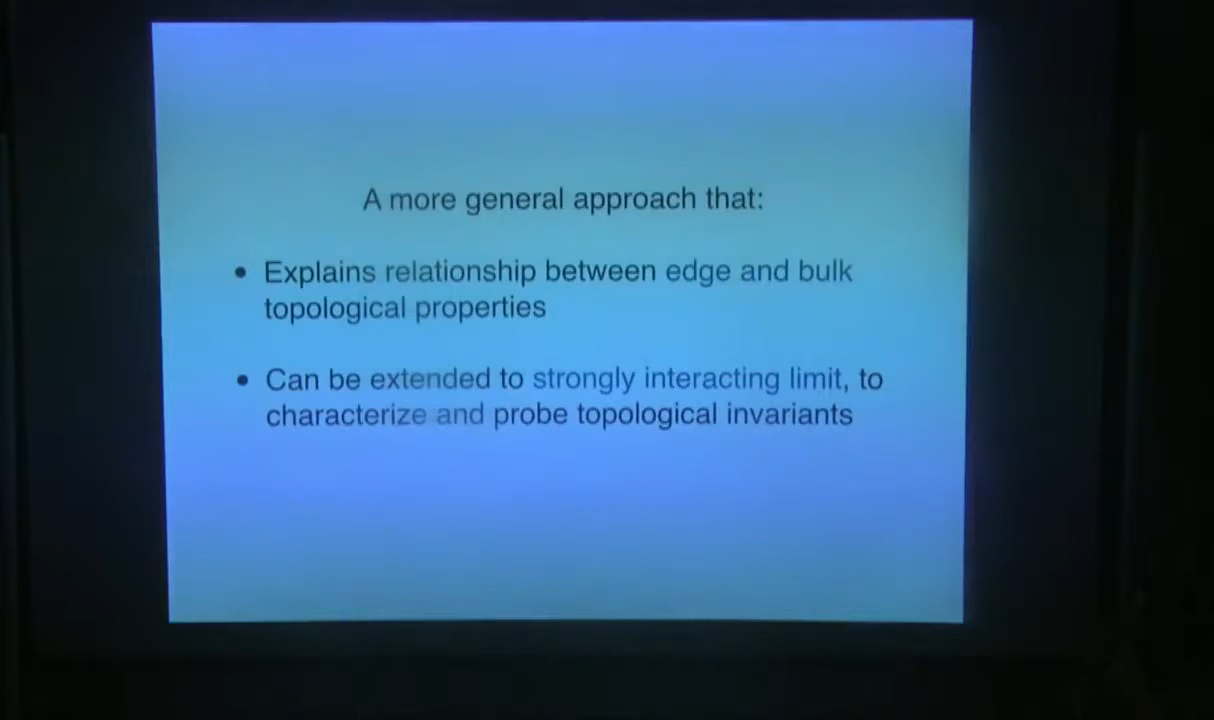 A more general approach that:
• Explains relationship between edge and bulk
topological properties
• Can be extended to strongly interacting limit, to
characterize and probe topological invariants